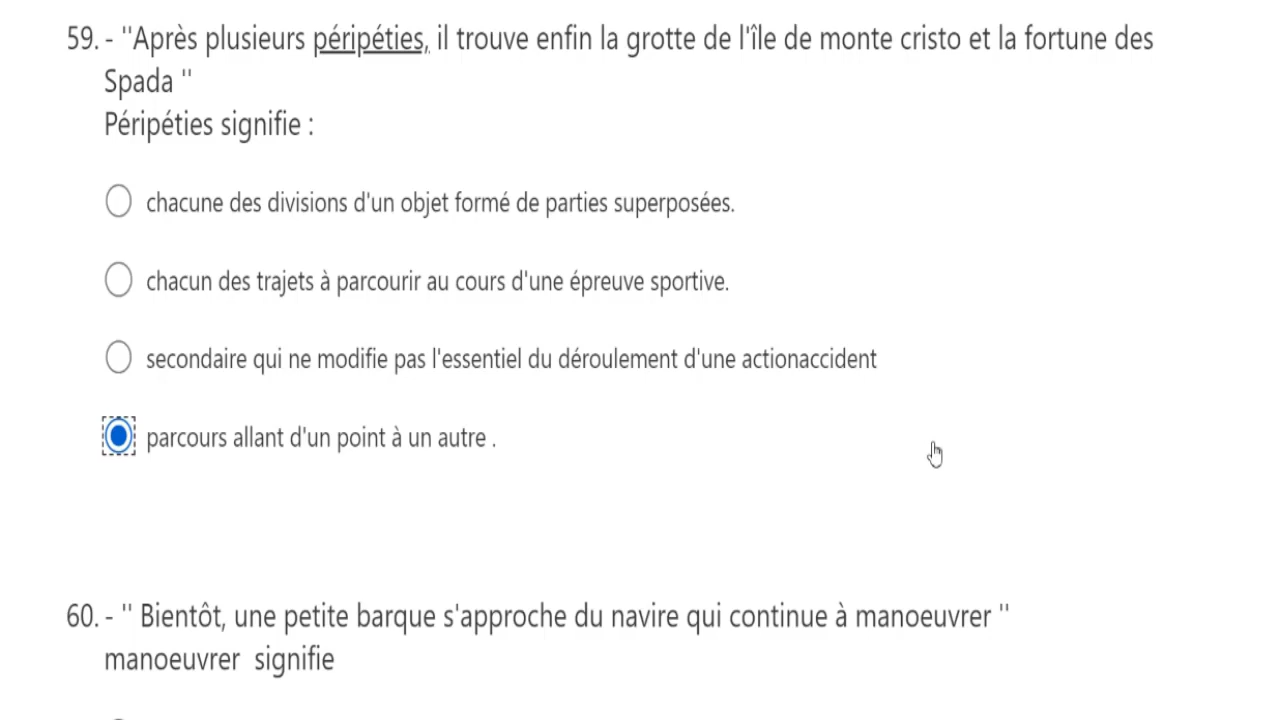 59. - "Après plusieurs péripéties, il trouve enfin la grotte de l'île de monte cristo et la fortune des
Spada "
Péripéties signifie :
chacune des divisions d'un objet formé de parties superposées.
chacun des trajets à parcourir au cours d'une épreuve sportive.
secondaire qui ne modifie pas l'essentiel du déroulement d'une actionaccident
parcours allant d'un point à un autre .
60. - " Bientôt, une petite barque s'approche du navire qui continue à manoeuvrer "
manoeuvrer signifie